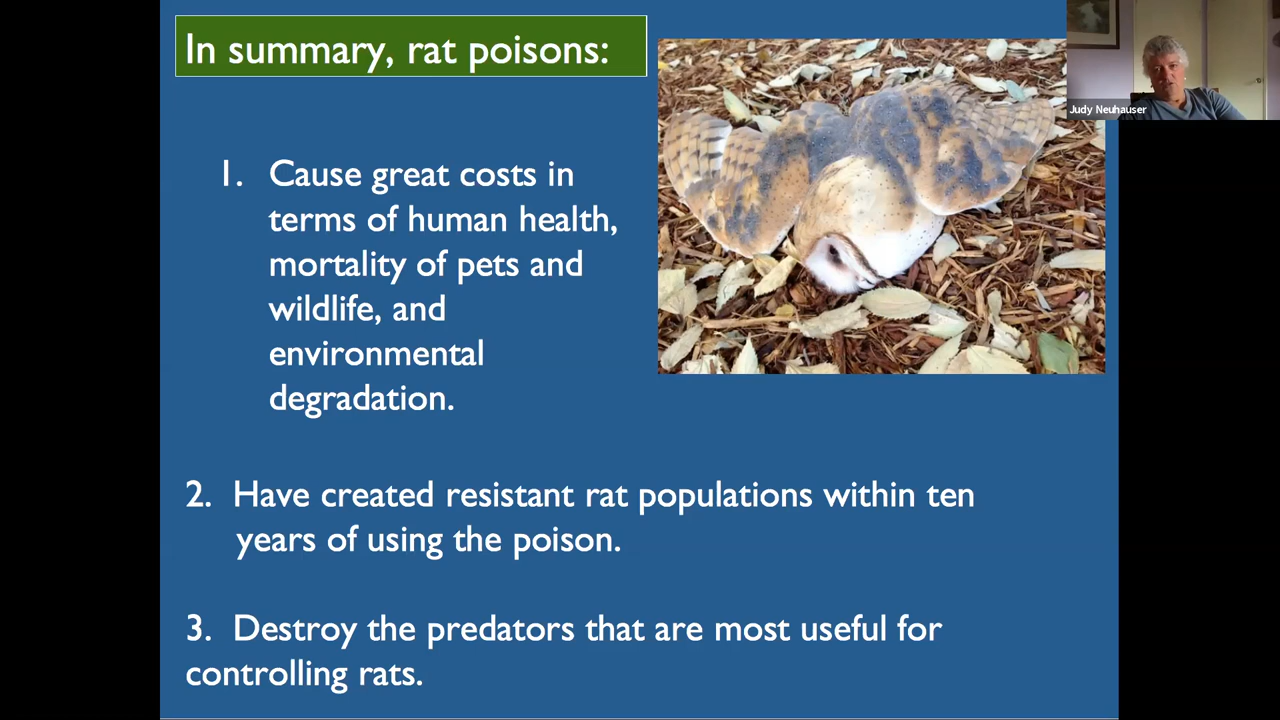 In summary, rat poisons:
Judy Neuhauser
1. Cause great costs in
terms of human health,
mortality of pets and
wildlife, and
environmental
degradation.
2. Have created resistant rat populations within ten
years of using the poison.
3. Destroy the predators that are most useful for
controlling rats.